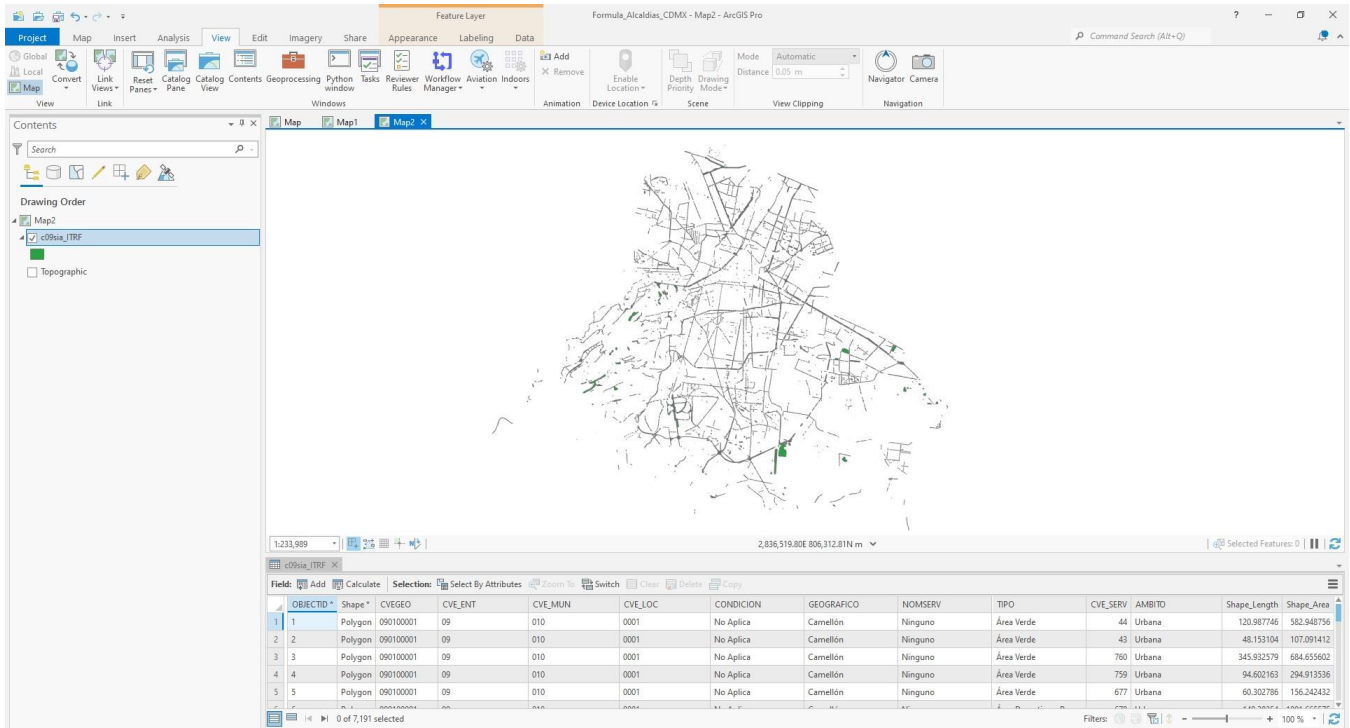 Feature Layer
Formula_Alcaldias_CDMX - Map2 - ArcGIS Pro
Project Map Insert Analysis View Edit Imagery Share Appearance Labeling Data
Command Search (Alt+Q)
Global
Local
Map
Convert
View
Link Views
Link
Reset Panes
Catalog Pane
Catalog View
Contents
Geoprocessing
Python window
Tasks
Reviewer Rules
Workflow Manager
Aviation
Indoors
Windows
Add
Remove
Animation
Enable Location
Device Location
Depth Priority
Drawing Mode
Scene
Mode Automatic
Distance 0.05 m
View Clipping
Navigator
Camera
Navigation
Contents
Search
Drawing Order
Map2
c09sia_ITRF
Topographic
Map Map1 Map2
1:233,989
2,836,519.80E 806,312.81N m
Selected Features: 0
c09sia_ITRF
Field: Add Calculate Selection: Select By Attributes Zoom To Switch Clear Delete Copy
OBJECTID * Shape * CVEGEO CVE_ENT CVE_MUN CVE_LOC CONDICION GEOGRAFICO NOMSERV TIPO CVE_SERV AMBITO Shape_Length Shape_Area
1 1 Polygon 090100001 09 010 0001 No Aplica Camellón Ninguno Área Verde 44 Urbana 120.987746 582.948756
2 2 Polygon 090100001 09 010 0001 No Aplica Camellón Ninguno Área Verde 43 Urbana 48.153104 107.091412
3 3 Polygon 090100001 09 010 0001 No Aplica Camellón Ninguno Área Verde 760 Urbana 345.932579 684.655602
4 4 Polygon 090100001 09 010 0001 No Aplica Camellón Ninguno Área Verde 759 Urbana 94.602163 294.913536
5 5 Polygon 090100001 09 010 0001 No Aplica Camellón Ninguno Área Verde 677 Urbana 60.302786 156.242432
0 of 7,191 selected
Filters:
100 %